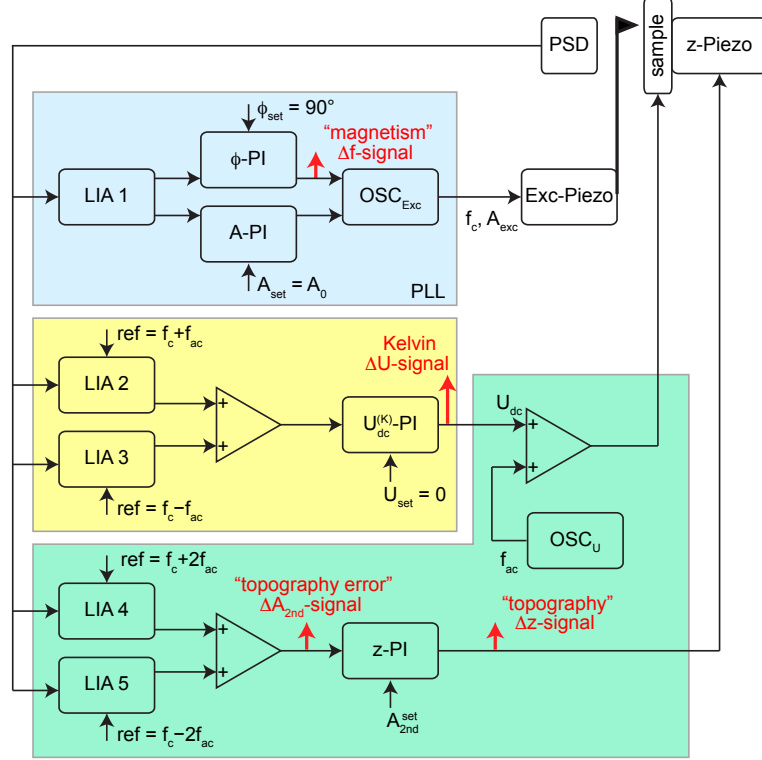 PSD
sample
z-Piezo
ϕset = 90°
"magnetism"
Δf-signal
ϕ-PI
LIA 1
OSCExc
A-PI
Aset = A0
PLL
fc, Aexc
Exc-Piezo
ref = fc+fac
LIA 2
LIA 3
ref = fc−fac
+
+
Kelvin
ΔU-signal
Udc(K)-PI
Uset = 0
Udc
+
+
OSCU
fac
ref = fc+2fac
LIA 4
LIA 5
ref = fc−2fac
+
+
"topography error"
ΔA2nd-signal
z-PI
A2ndset
"topography"
Δz-signal